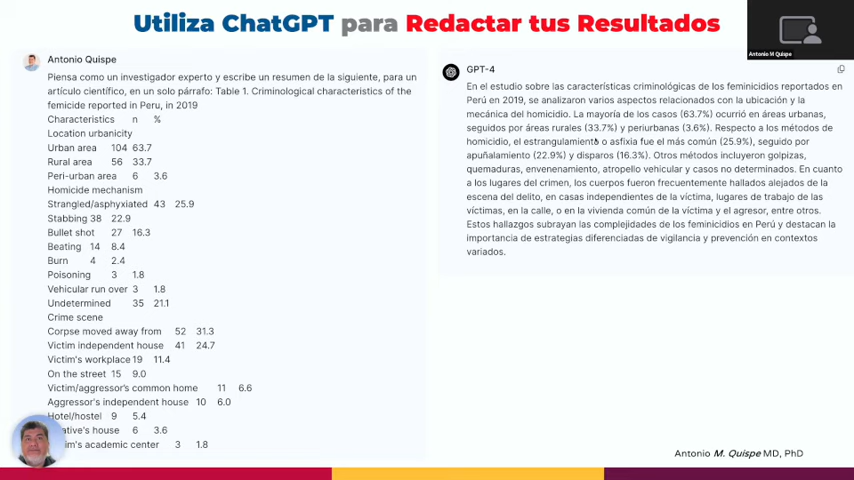 Utiliza ChatGPT para Redactar tus Resultados
Antonio M Quispe
Antonio Quispe
Piensa como un investigador experto y escribe un resumen de la siguiente, para un
artículo científico, en un solo párrafo: Table 1. Criminological characteristics of the
femicide reported in Peru, in 2019
Characteristics n %
Location urbanicity
Urban area 104 63.7
Rural area 56 33.7
Peri-urban area 6 3.6
Homicide mechanism
Strangled/asphyxiated 43 25.9
Stabbing 38 22.9
Bullet shot 27 16.3
Beating 14 8.4
Burn 4 2.4
Poisoning 3 1.8
Vehicular run over 3 1.8
Undetermined 35 21.1
Crime scene
Corpse moved away from 52 31.3
Victim independent house 41 24.7
Victim's workplace 19 11.4
On the street 15 9.0
Victim/aggressor's common home 11 6.6
Aggressor's independent house 10 6.0
Hotel/hostel 9 5.4
ative's house 6 3.6
im's academic center 3 1.8
GPT-4
En el estudio sobre las características criminológicas de los feminicidios reportados en
Perú en 2019, se analizaron varios aspectos relacionados con la ubicación y la
mecánica del homicidio. La mayoría de los casos (63.7%) ocurrió en áreas urbanas,
seguidos por áreas rurales (33.7%) y periurbanas (3.6%). Respecto a los métodos de
homicidio, el estrangulamiento o asfixia fue el más común (25.9%), seguido por
apuñalamiento (22.9%) y disparos (16.3%). Otros métodos incluyeron golpizas,
quemaduras, envenenamiento, atropello vehicular y casos no determinados. En cuanto
a los lugares del crimen, los cuerpos fueron frecuentemente hallados alejados de la
escena del delito, en casas independientes de la víctima, lugares de trabajo de las
víctimas, en la calle, o en la vivienda común de la víctima y el agresor, entre otros.
Estos hallazgos subrayan las complejidades de los feminicidios en Perú y destacan la
importancia de estrategias diferenciadas de vigilancia y prevención en contextos
variados.
Antonio M. Quispe MD, PhD